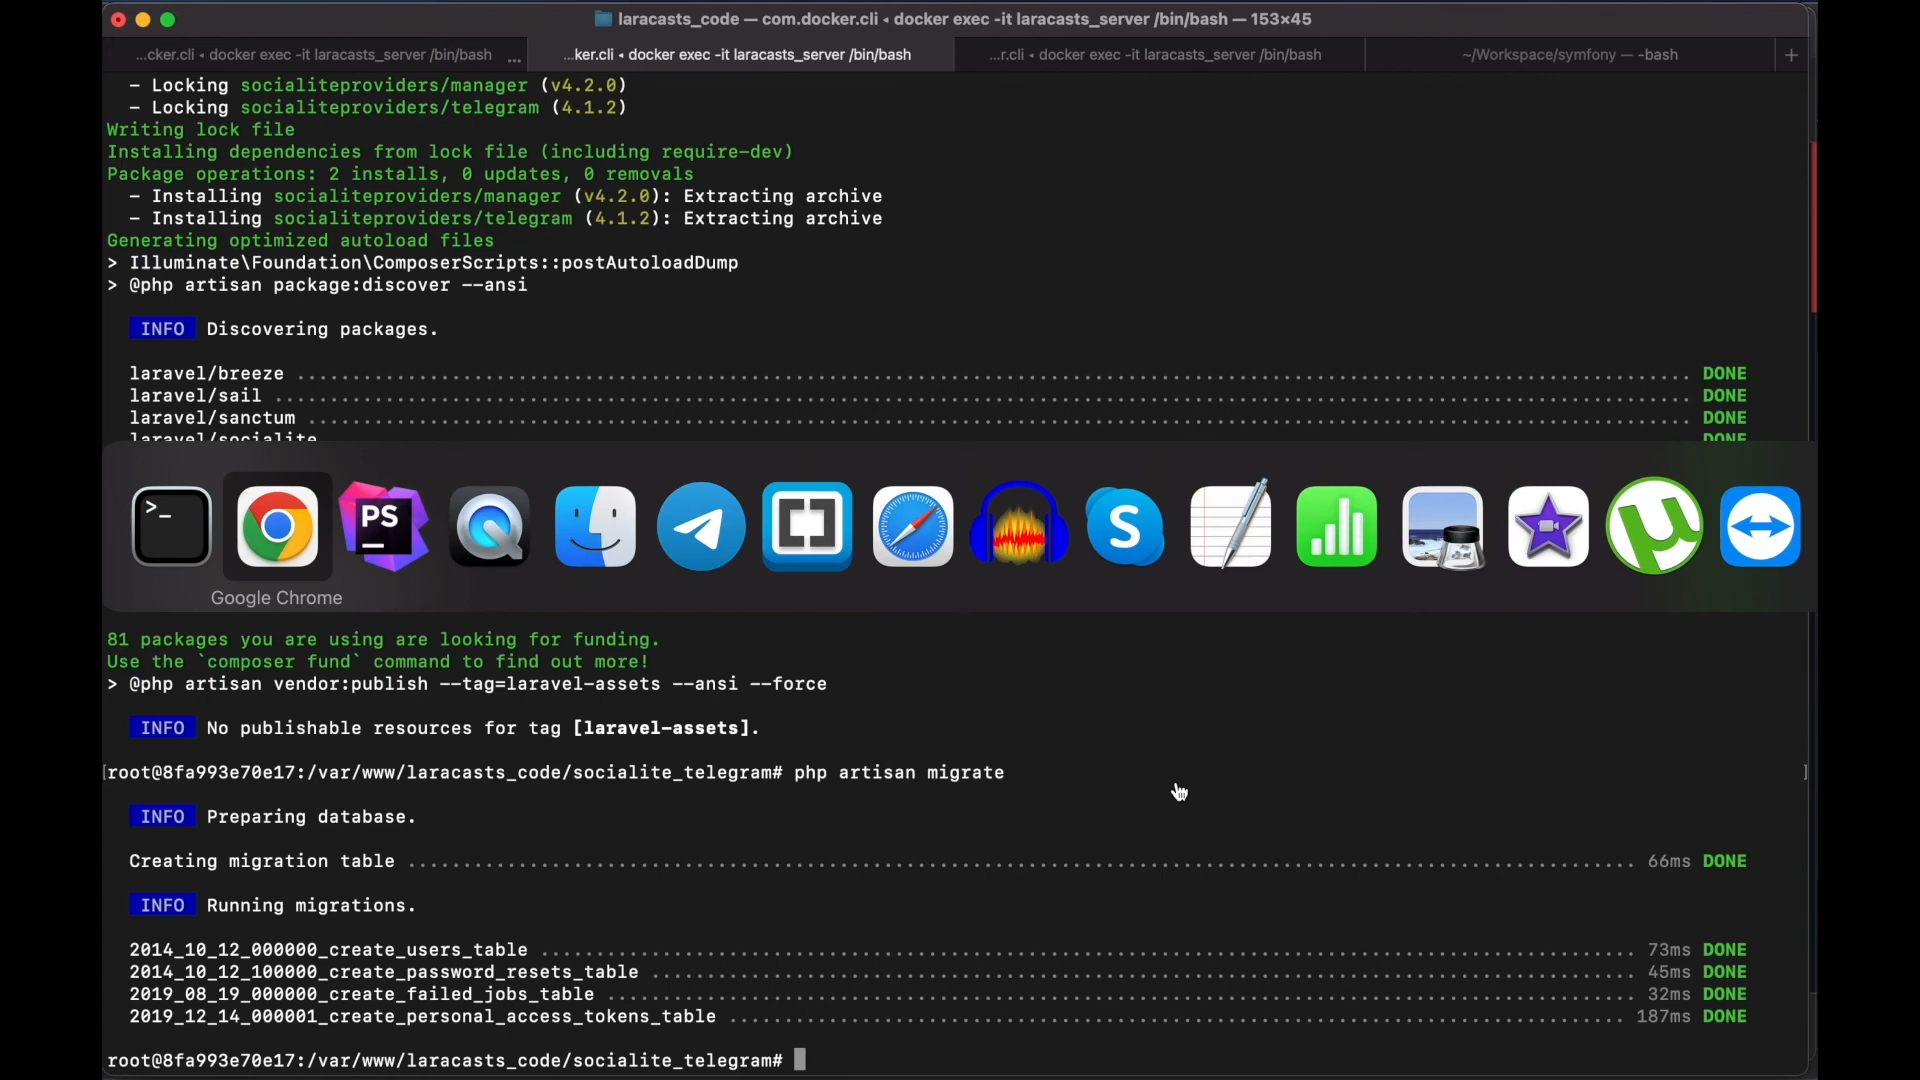 laracasts_code — com.docker.cli ◂ docker exec -it laracasts_server /bin/bash — 153×45
...cker.cli ◂ docker exec -it laracasts_server /bin/bash ...
...ker.cli ◂ docker exec -it laracasts_server /bin/bash
...r.cli ◂ docker exec -it laracasts_server /bin/bash
~/Workspace/symfony — -bash
+
- Locking socialiteproviders/manager (v4.2.0)
- Locking socialiteproviders/telegram (4.1.2)
Writing lock file
Installing dependencies from lock file (including require-dev)
Package operations: 2 installs, 0 updates, 0 removals
- Installing socialiteproviders/manager (v4.2.0): Extracting archive
- Installing socialiteproviders/telegram (4.1.2): Extracting archive
Generating optimized autoload files
> Illuminate\Foundation\ComposerScripts::postAutoloadDump
> @php artisan package:discover --ansi
INFO Discovering packages.
laravel/breeze DONE
laravel/sail DONE
laravel/sanctum DONE
laravel/socialite DONE
>_
PS
S
Google Chrome
81 packages you are using are looking for funding.
Use the `composer fund` command to find out more!
> @php artisan vendor:publish --tag=laravel-assets --ansi --force
INFO No publishable resources for tag [laravel-assets].
[root@8fa993e70e17:/var/www/laracasts_code/socialite_telegram# php artisan migrate ]
INFO Preparing database.
Creating migration table 66ms DONE
INFO Running migrations.
2014_10_12_000000_create_users_table 73ms DONE
2014_10_12_100000_create_password_resets_table 45ms DONE
2019_08_19_000000_create_failed_jobs_table 32ms DONE
2019_12_14_000001_create_personal_access_tokens_table 187ms DONE
root@8fa993e70e17:/var/www/laracasts_code/socialite_telegram#